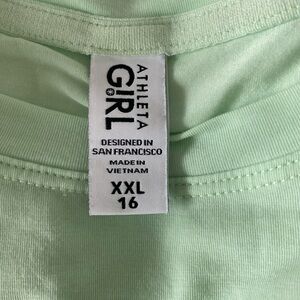 ATHLETA
GIRL
DESIGNED IN
SAN FRANCISCO
MADE IN
VIETNAM
XXL
16